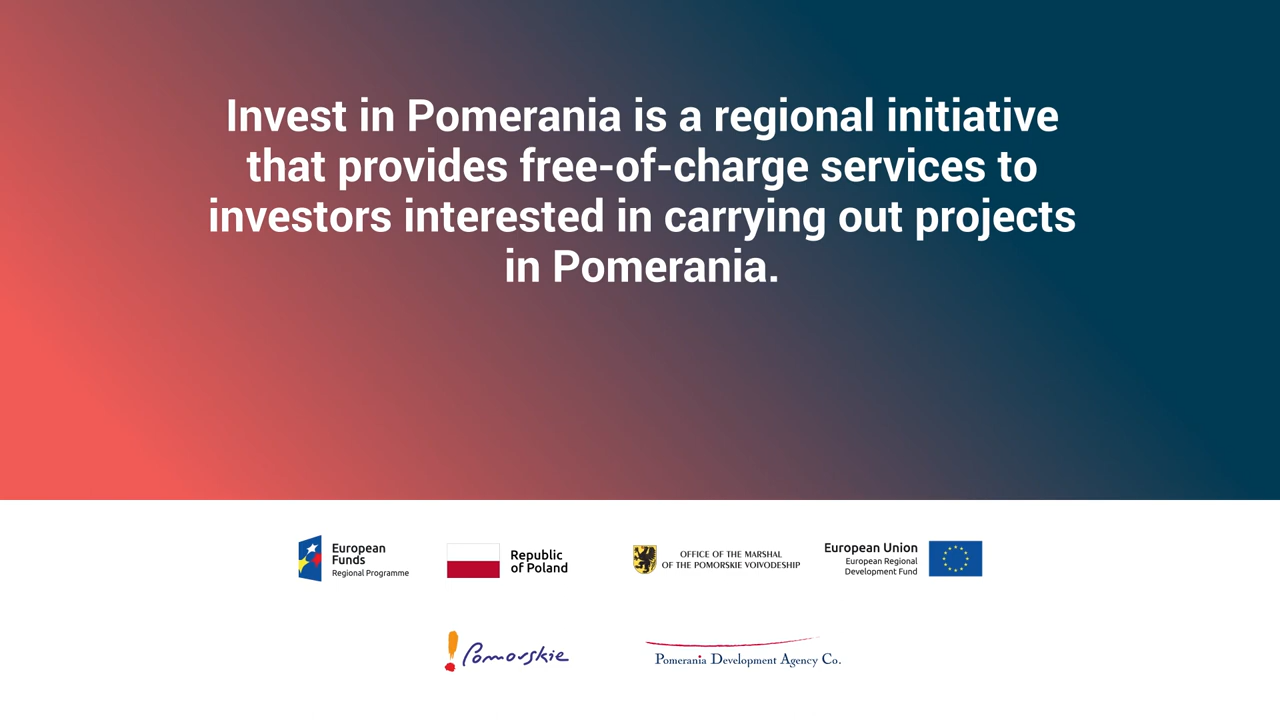 Invest in Pomerania is a regional initiative
that provides free-of-charge services to
investors interested in carrying out projects
in Pomerania.
European
Funds
Regional Programme
Republic
of Poland
OFFICE OF THE MARSHAL
OF THE POMORSKIE VOIVODESHIP
European Union
European Regional
Development Fund
Pomorskie
Pomerania Development Agency Co.